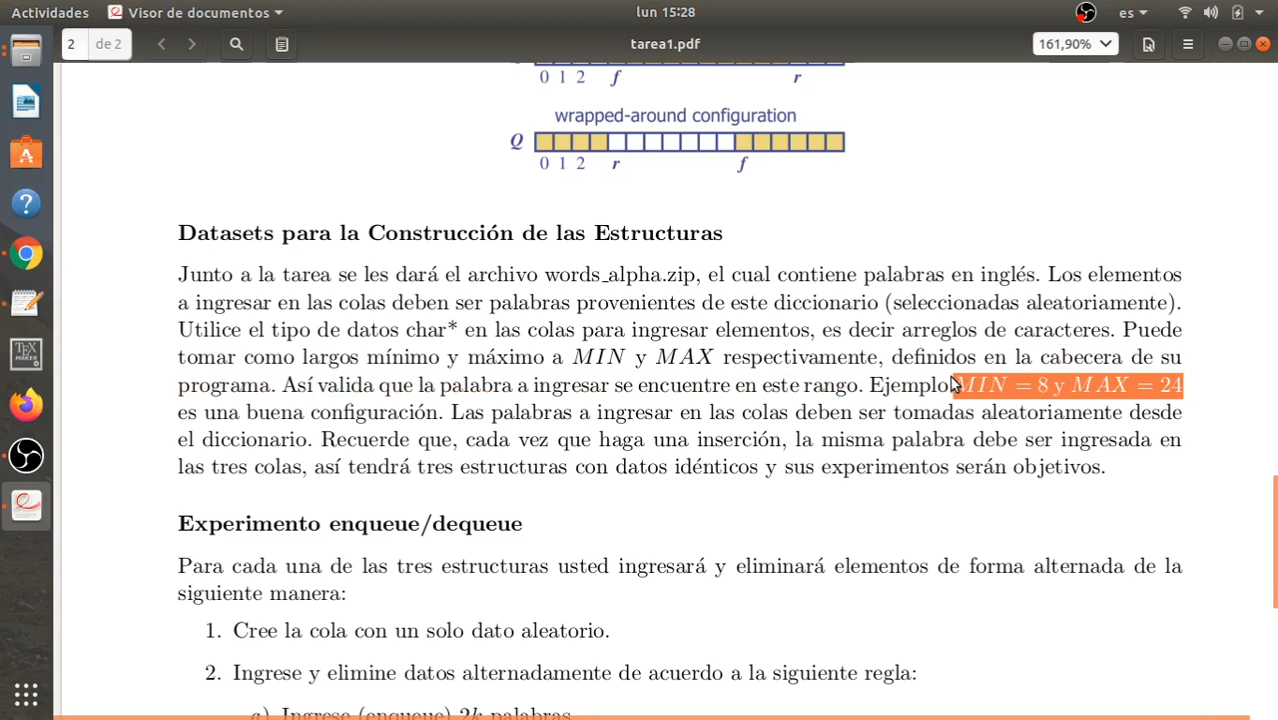 Actividades Visor de documentos lun 15:28 es
2 de 2 tarea1.pdf 161,90%
0 1 2 f r
wrapped-around configuration
Q
0 1 2 r f
Datasets para la Construcción de las Estructuras
Junto a la tarea se les dará el archivo words_alpha.zip, el cual contiene palabras en inglés. Los elementos
a ingresar en las colas deben ser palabras provenientes de este diccionario (seleccionadas aleatoriamente).
Utilice el tipo de datos char* en las colas para ingresar elementos, es decir arreglos de caracteres. Puede
tomar como largos mínimo y máximo a MIN y MAX respectivamente, definidos en la cabecera de su
programa. Así valida que la palabra a ingresar se encuentre en este rango. Ejemplo MIN = 8 y MAX = 24
es una buena configuración. Las palabras a ingresar en las colas deben ser tomadas aleatoriamente desde
el diccionario. Recuerde que, cada vez que haga una inserción, la misma palabra debe ser ingresada en
las tres colas, así tendrá tres estructuras con datos idénticos y sus experimentos serán objetivos.
Experimento enqueue/dequeue
Para cada una de las tres estructuras usted ingresará y eliminará elementos de forma alternada de la
siguiente manera:
1. Cree la cola con un solo dato aleatorio.
2. Ingrese y elimine datos alternadamente de acuerdo a la siguiente regla:
a) Ingrese (enqueue) 2k palabras